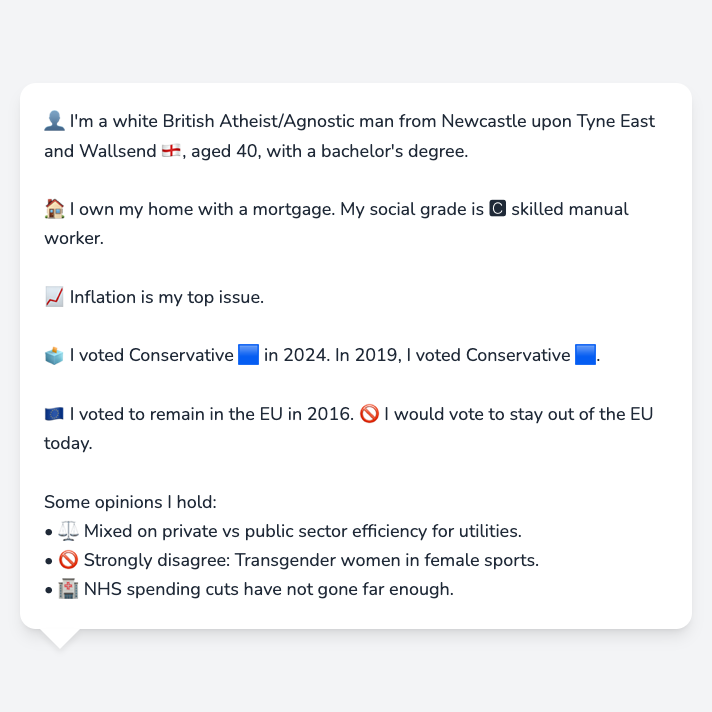 👤 I'm a white British Atheist/Agnostic man from Newcastle upon Tyne East
and Wallsend 🏴󠁧󠁢󠁥󠁮󠁧󠁿, aged 40, with a bachelor's degree.
🏠 I own my home with a mortgage. My social grade is 🅲 skilled manual
worker.
📈 Inflation is my top issue.
🗳️ I voted Conservative 🟦 in 2024. In 2019, I voted Conservative 🟦.
🇪🇺 I voted to remain in the EU in 2016. 🚫 I would vote to stay out of the EU
today.
Some opinions I hold:
• ⚖️ Mixed on private vs public sector efficiency for utilities.
• 🚫 Strongly disagree: Transgender women in female sports.
• 🏥 NHS spending cuts have not gone far enough.